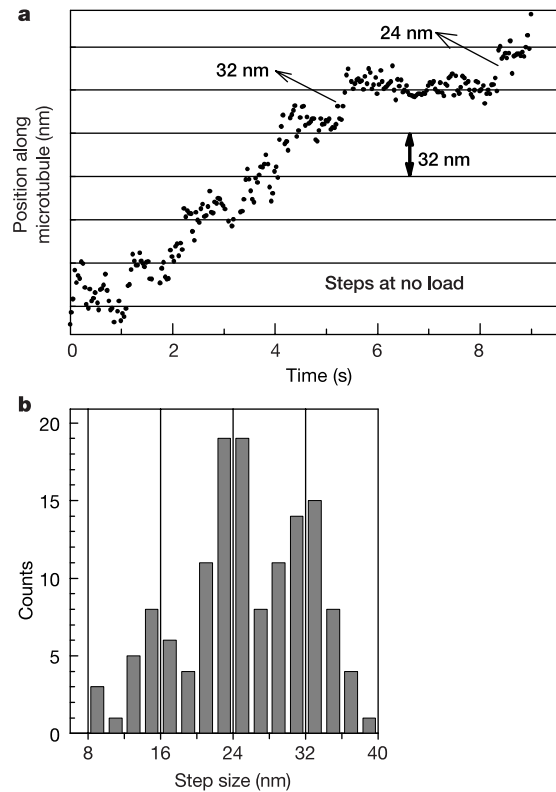 a
24 nm
32 nm
32 nm
Position along
microtubule (nm)
Steps at no load
0 2 4 6 8
Time (s)
b
20
15
10
5
0
Counts
8 16 24 32 40
Step size (nm)